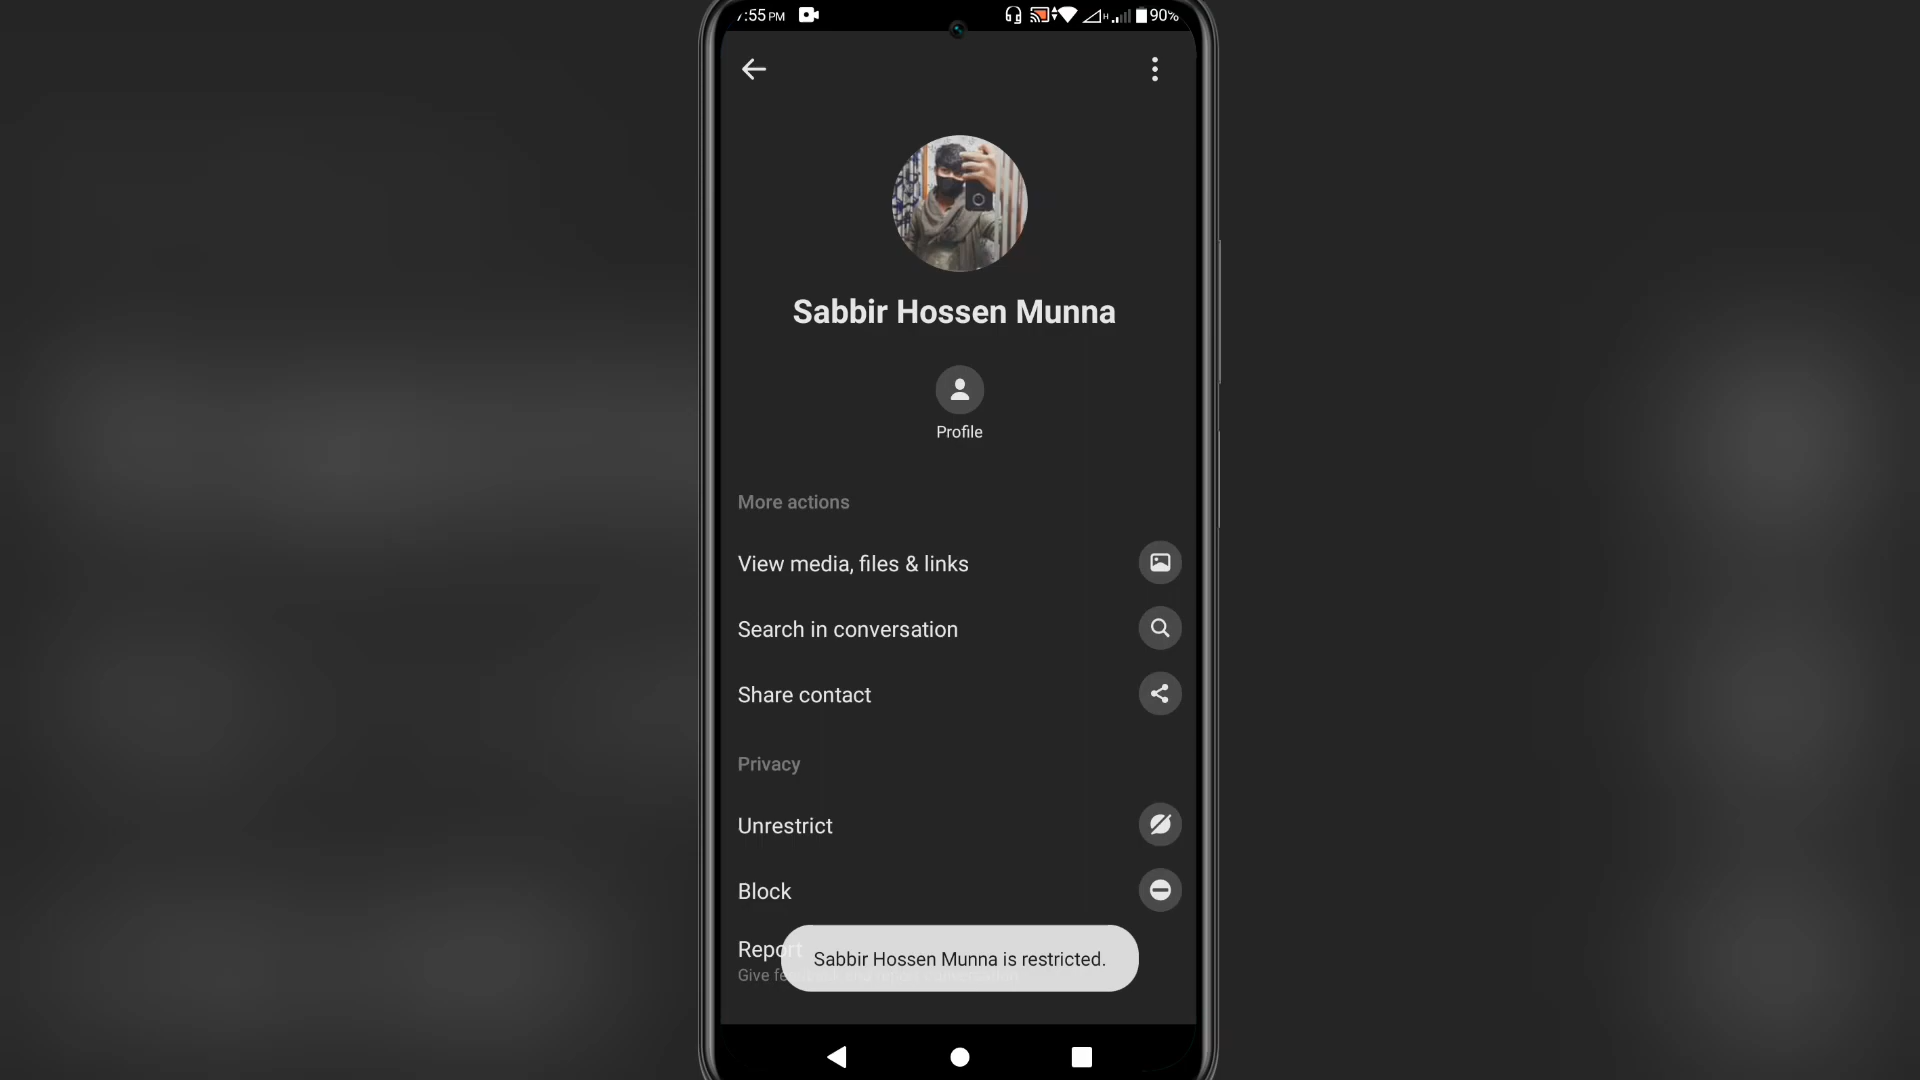 :55 PM
90%
Sabbir Hossen Munna
Profile
More actions
View media, files & links
Search in conversation
Share contact
Privacy
Unrestrict
Block
Report
Give fe
Sabbir Hossen Munna is restricted.